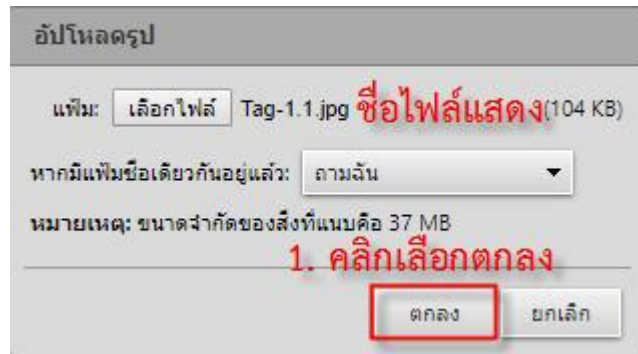 อัปโหลดรูป
แฟ้ม: เลือกไฟล์ Tag-1.1.jpg ชื่อไฟล์แสดง (104 KB)
หากมีแฟ้มชื่อเดียวกันอยู่แล้ว: ถามฉัน
หมายเหตุ: ขนาดจำกัดของสิ่งที่แนบคือ 37 MB
1. คลิกเลือกตกลง
ตกลง ยกเลิก